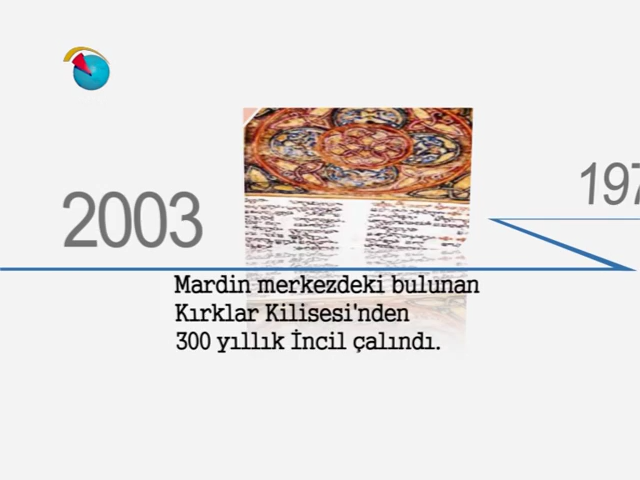 2003
197
Mardin merkezdeki bulunan
Kırklar Kilisesi'nden
300 yıllık İncil çalındı.